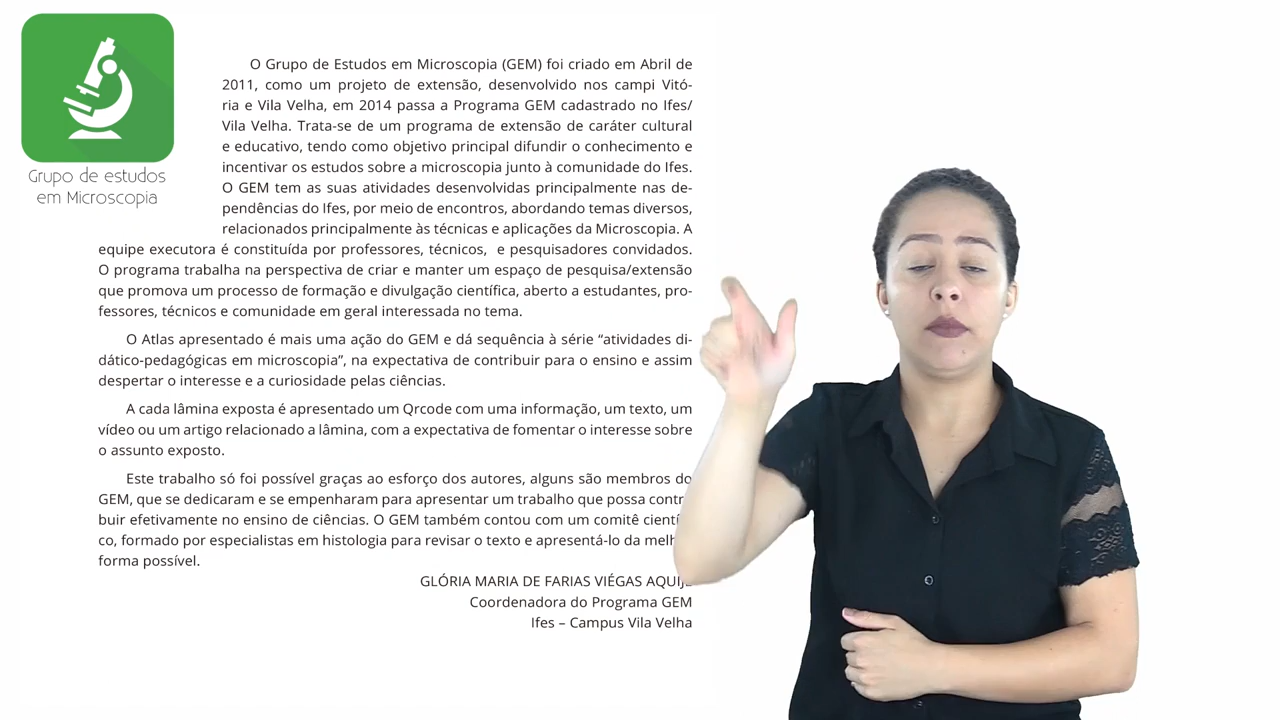 Grupo de estudos
em Microscopia
O Grupo de Estudos em Microscopia (GEM) foi criado em Abril de
2011, como um projeto de extensão, desenvolvido nos campi Vitó-
ria e Vila Velha, em 2014 passa a Programa GEM cadastrado no Ifes/
Vila Velha. Trata-se de um programa de extensão de caráter cultural
e educativo, tendo como objetivo principal difundir o conhecimento e
incentivar os estudos sobre a microscopia junto à comunidade do Ifes.
O GEM tem as suas atividades desenvolvidas principalmente nas de-
pendências do Ifes, por meio de encontros, abordando temas diversos,
relacionados principalmente às técnicas e aplicações da Microscopia. A
equipe executora é constituída por professores, técnicos, e pesquisadores convidados.
O programa trabalha na perspectiva de criar e manter um espaço de pesquisa/extensão
que promova um processo de formação e divulgação científica, aberto a estudantes, pro-
fessores, técnicos e comunidade em geral interessada no tema.
O Atlas apresentado é mais uma ação do GEM e dá sequência à série “atividades di-
dático-pedagógicas em microscopia”, na expectativa de contribuir para o ensino e assim
despertar o interesse e a curiosidade pelas ciências.
A cada lâmina exposta é apresentado um Qrcode com uma informação, um texto, um
vídeo ou um artigo relacionado a lâmina, com a expectativa de fomentar o interesse sobre
o assunto exposto.
Este trabalho só foi possível graças ao esforço dos autores, alguns são membros do
GEM, que se dedicaram e se empenharam para apresentar um trabalho que possa
buir efetivamente no ensino de ciências. O GEM também contou com um comitê
co, formado por especialistas em histologia para revisar o texto e apresentá-lo da
forma possível.
GLÓRIA MARIA DE FARIAS VIÉGAS
Coordenadora do Programa GEM
Ifes – Campus Vila Velha